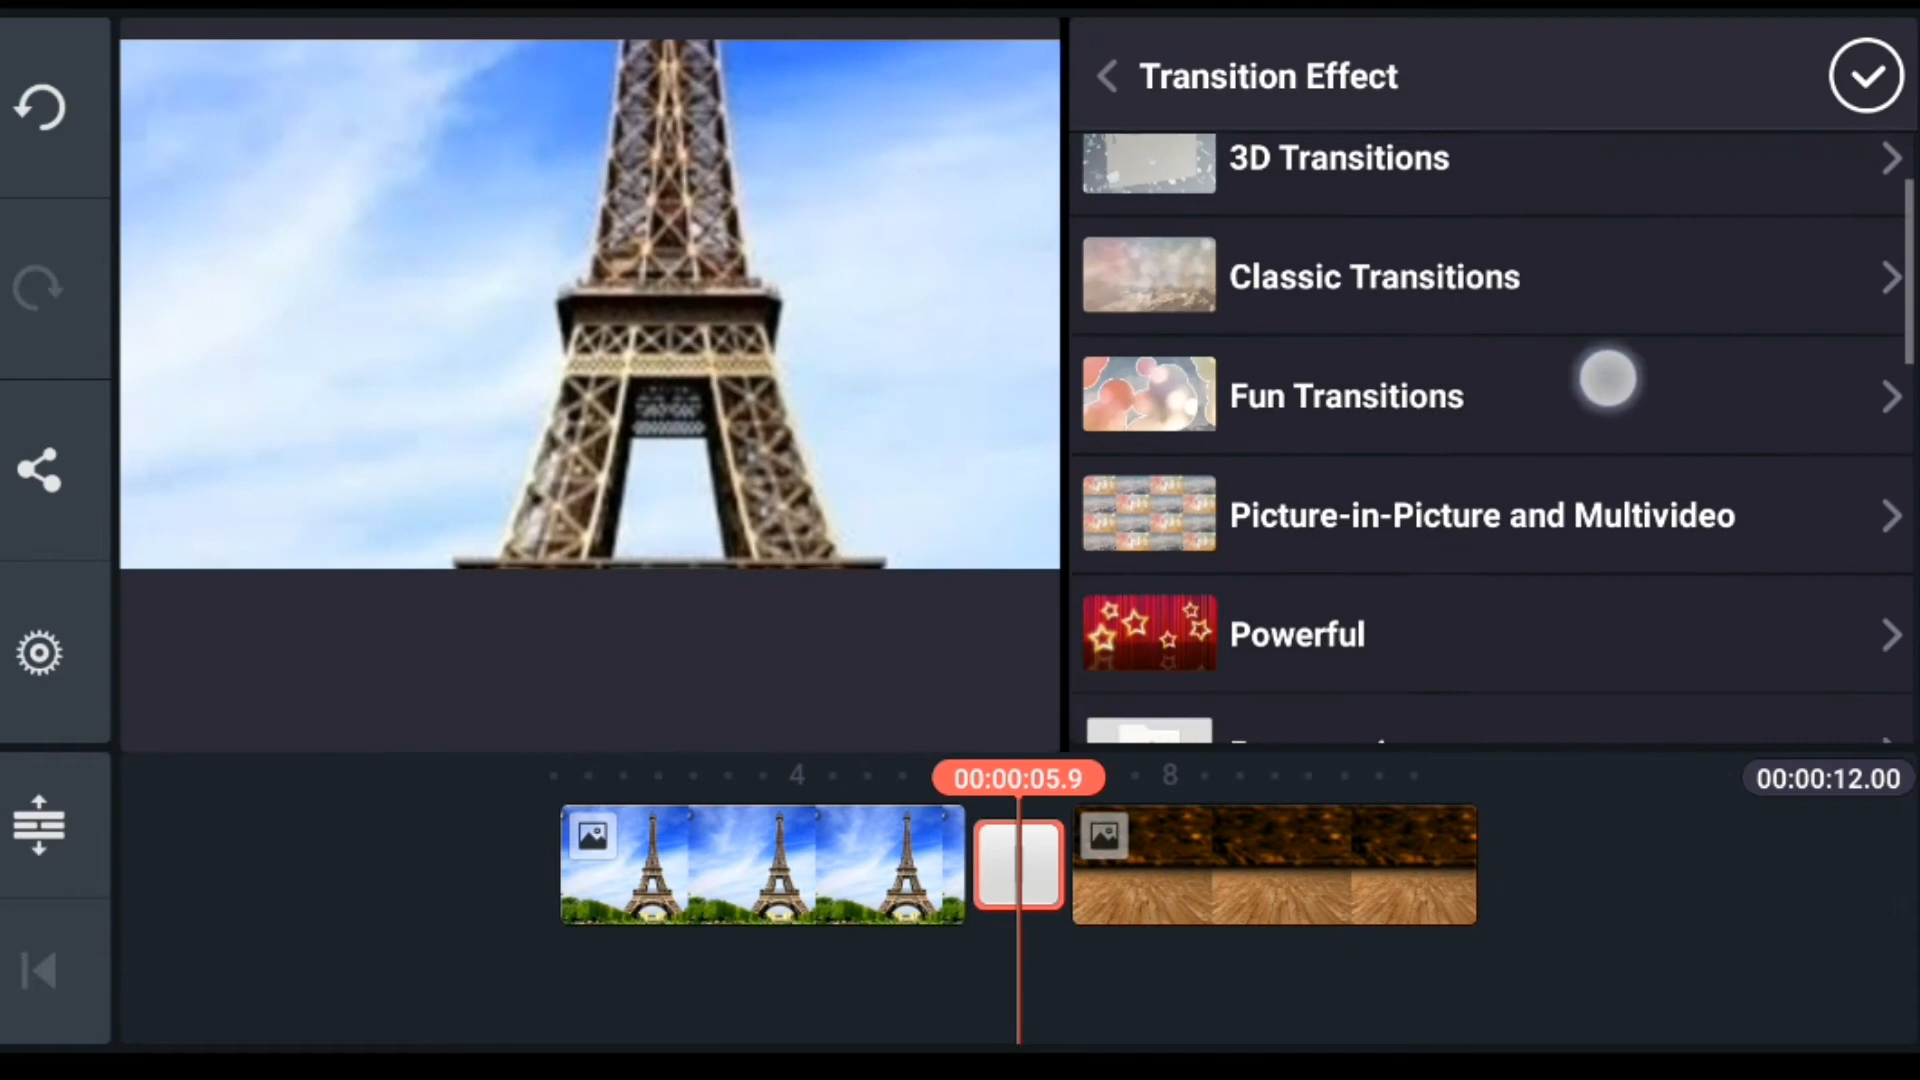 Transition Effect
3D Transitions
Classic Transitions
Fun Transitions
Picture-in-Picture and Multivideo
Powerful
4
00:00:05.9
8
00:00:12.00